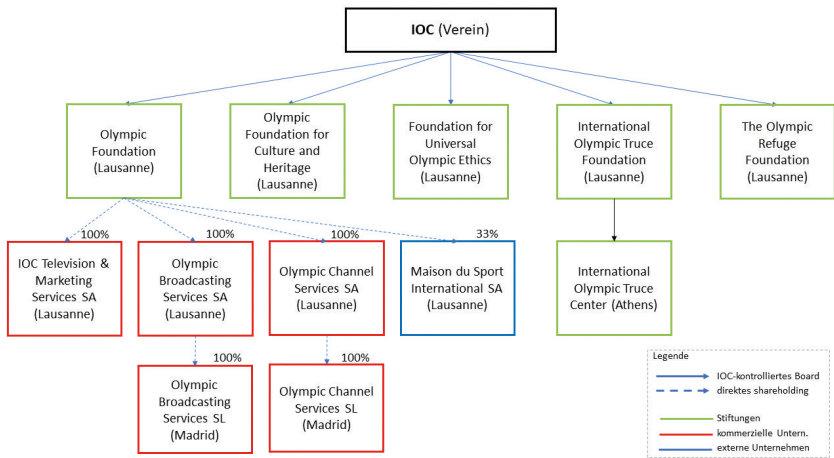 IOC (Verein)
Olympic
Foundation
(Lausanne)
Olympic
Foundation for
Culture and
Heritage
(Lausanne)
Foundation for
Universal
Olympic Ethics
(Lausanne)
International
Olympic Truce
Foundation
(Lausanne)
The Olympic
Refuge
Foundation
(Lausanne)
100%
100%
100%
33%
IOC Television &
Marketing
Services SA
(Lausanne)
Olympic
Broadcasting
Services SA
(Lausanne)
Olympic Channel
Services SA
(Lausanne)
Maison du Sport
International SA
(Lausanne)
International
Olympic Truce
Center (Athens)
100%
100%
Olympic
Broadcasting
Services SL
(Madrid)
Olympic Channel
Services SL
(Madrid)
Legende
IOC-kontrolliertes Board
direktes shareholding
Stiftungen
kommerzielle Untern.
externe Unternehmen